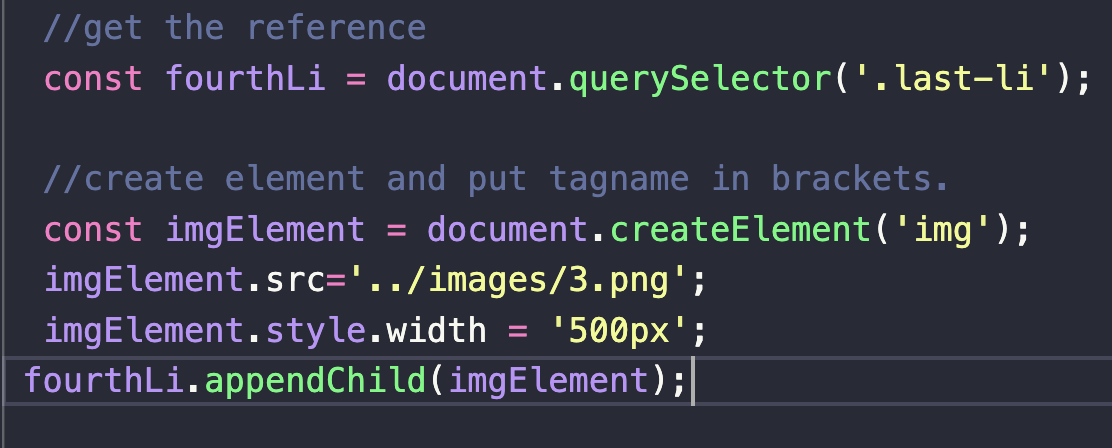 //get the reference
const fourthLi = document.querySelector('.last-li');
//create element and put tagname in brackets.
const imgElement = document.createElement('img');
imgElement.src='../images/3.png';
imgElement.style.width = '500px';
fourthLi.appendChild(imgElement);